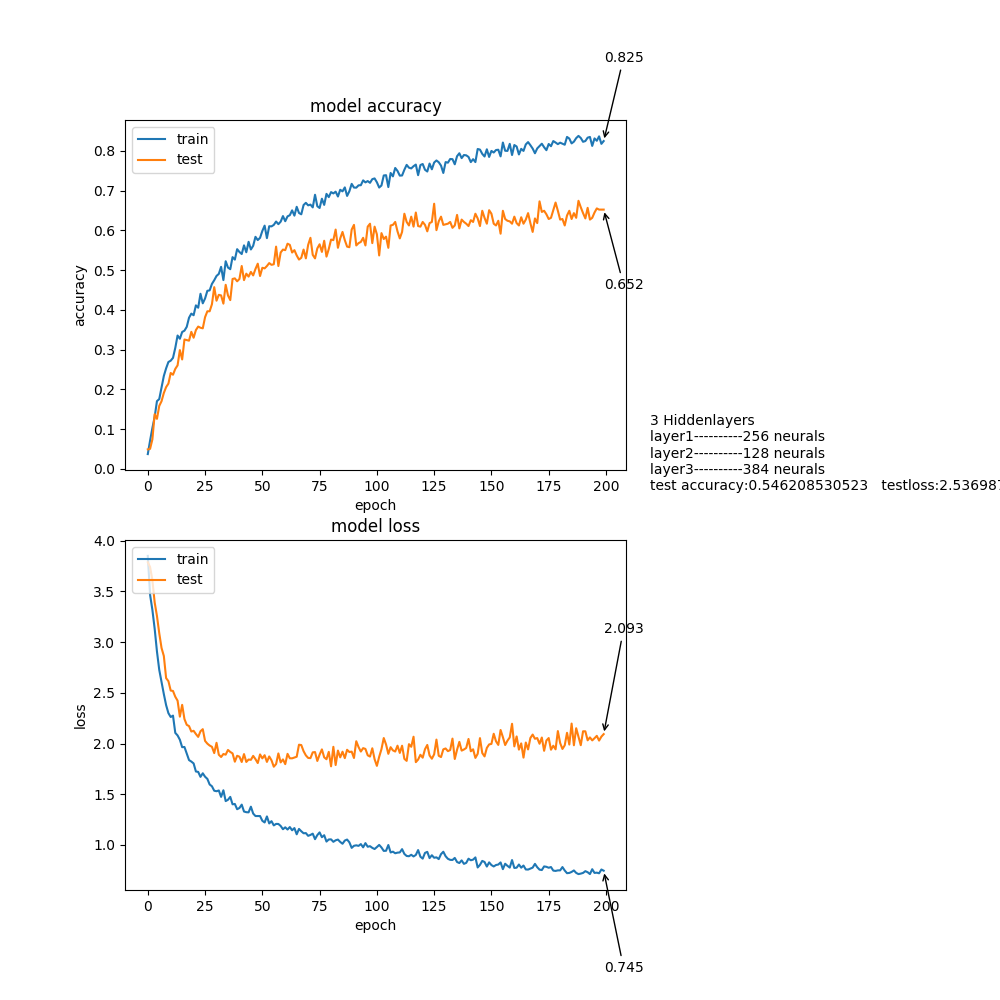 0.825
model accuracy
train
test
0.8
0.7
0.6
0.5
0.4
0.3
0.2
0.1
0.0
accuracy
0.652
0 25 50 75 100 125 150 175 200
epoch
3 Hiddenlayers
layer1----------256 neurals
layer2----------128 neurals
layer3----------384 neurals
test accuracy:0.546208530523 testloss:2.536987
model loss
train
test
4.0
3.5
3.0
2.5
2.0
1.5
1.0
loss
2.093
0 25 50 75 100 125 150 175 200
epoch
0.745